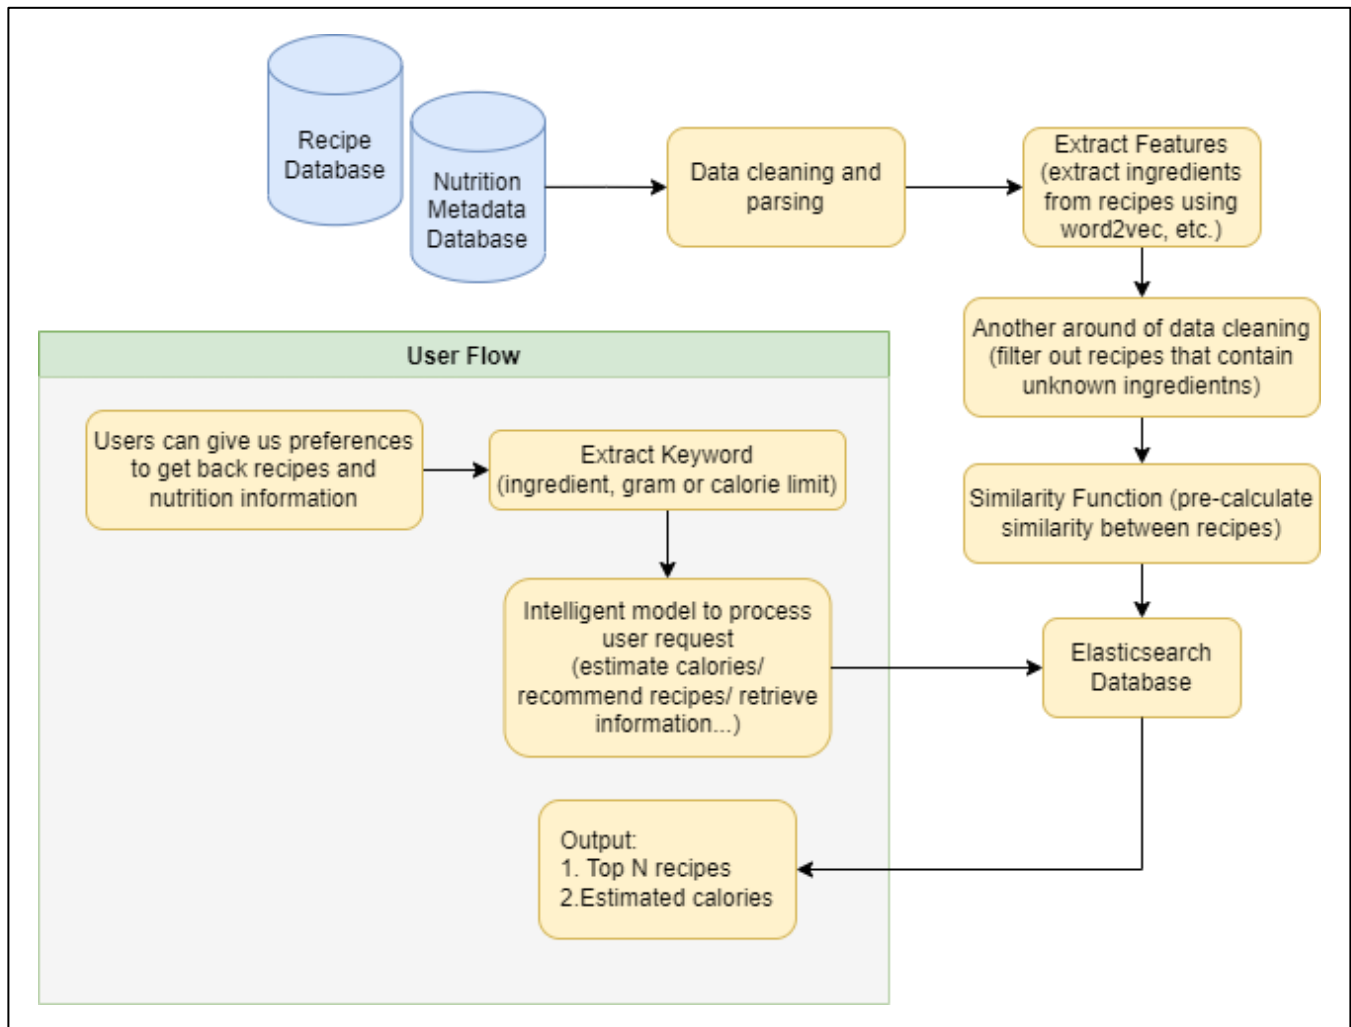 Recipe
Database
Nutrition
Metadata
Database
Data cleaning and
parsing
Extract Features
(extract ingredients
from recipes using
word2vec, etc.)
Another around of data cleaning
(filter out recipes that contain
unknown ingredientns)
Similarity Function (pre-calculate
similarity between recipes)
Elasticsearch
Database
User Flow
Users can give us preferences
to get back recipes and
nutrition information
Extract Keyword
(ingredient, gram or calorie limit)
Intelligent model to process
user request
(estimate calories/
recommend recipes/ retrieve
information...)
Output:
1. Top N recipes
2.Estimated calories